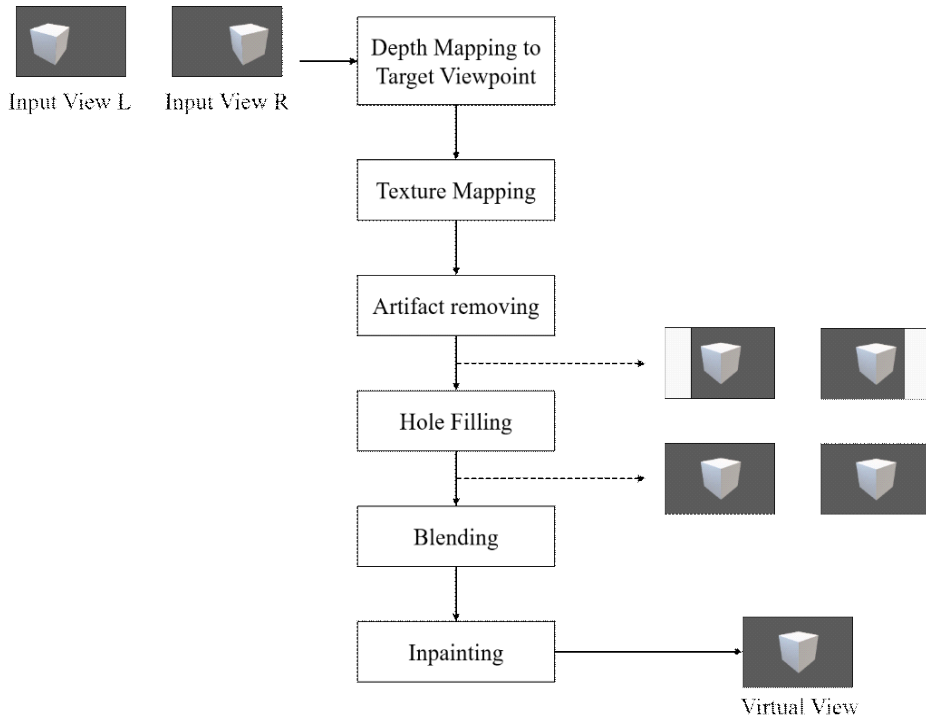 Input View L
Input View R
Depth Mapping to
Target Viewpoint
Texture Mapping
Artifact removing
Hole Filling
Blending
Inpainting
Virtual View